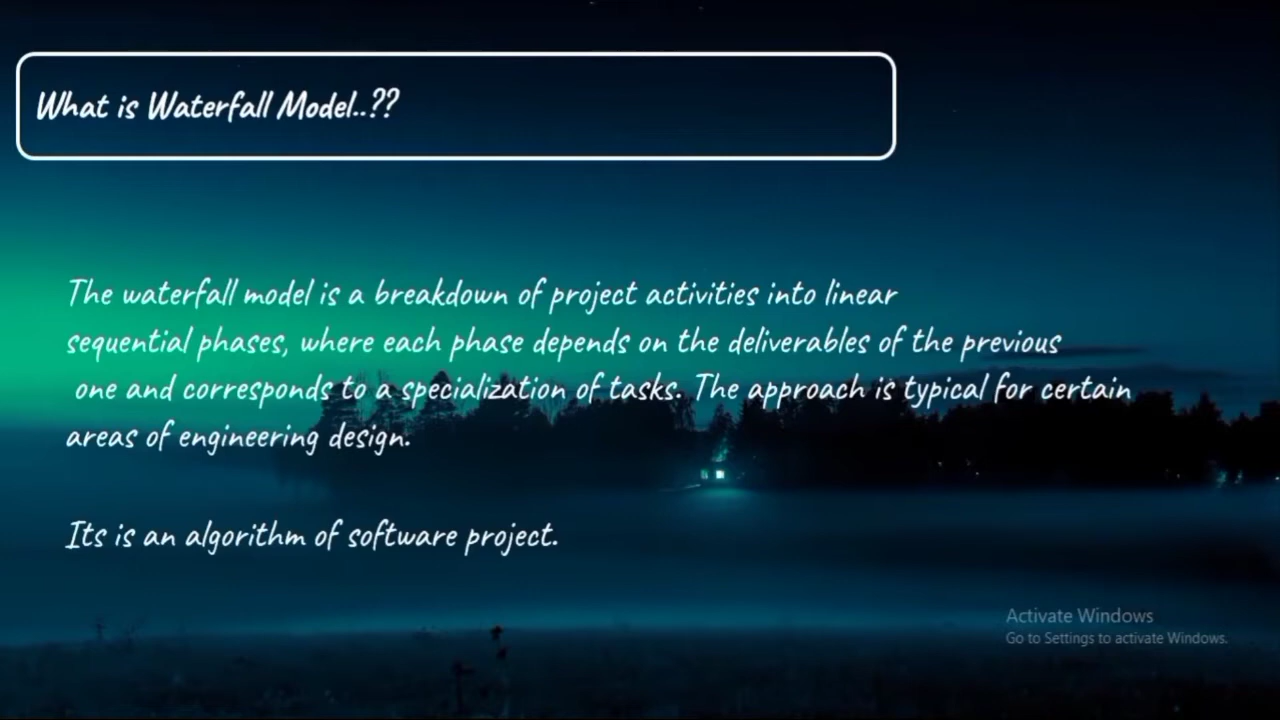 What is Waterfall Model..??
The waterfall model is a breakdown of project activities into linear
sequential phases, where each phase depends on the deliverables of the previous
one and corresponds to a specialization of tasks. The approach is typical for certain
areas of engineering design.
Its is an algorithm of software project.
Activate Windows
Go to Settings to activate Windows.